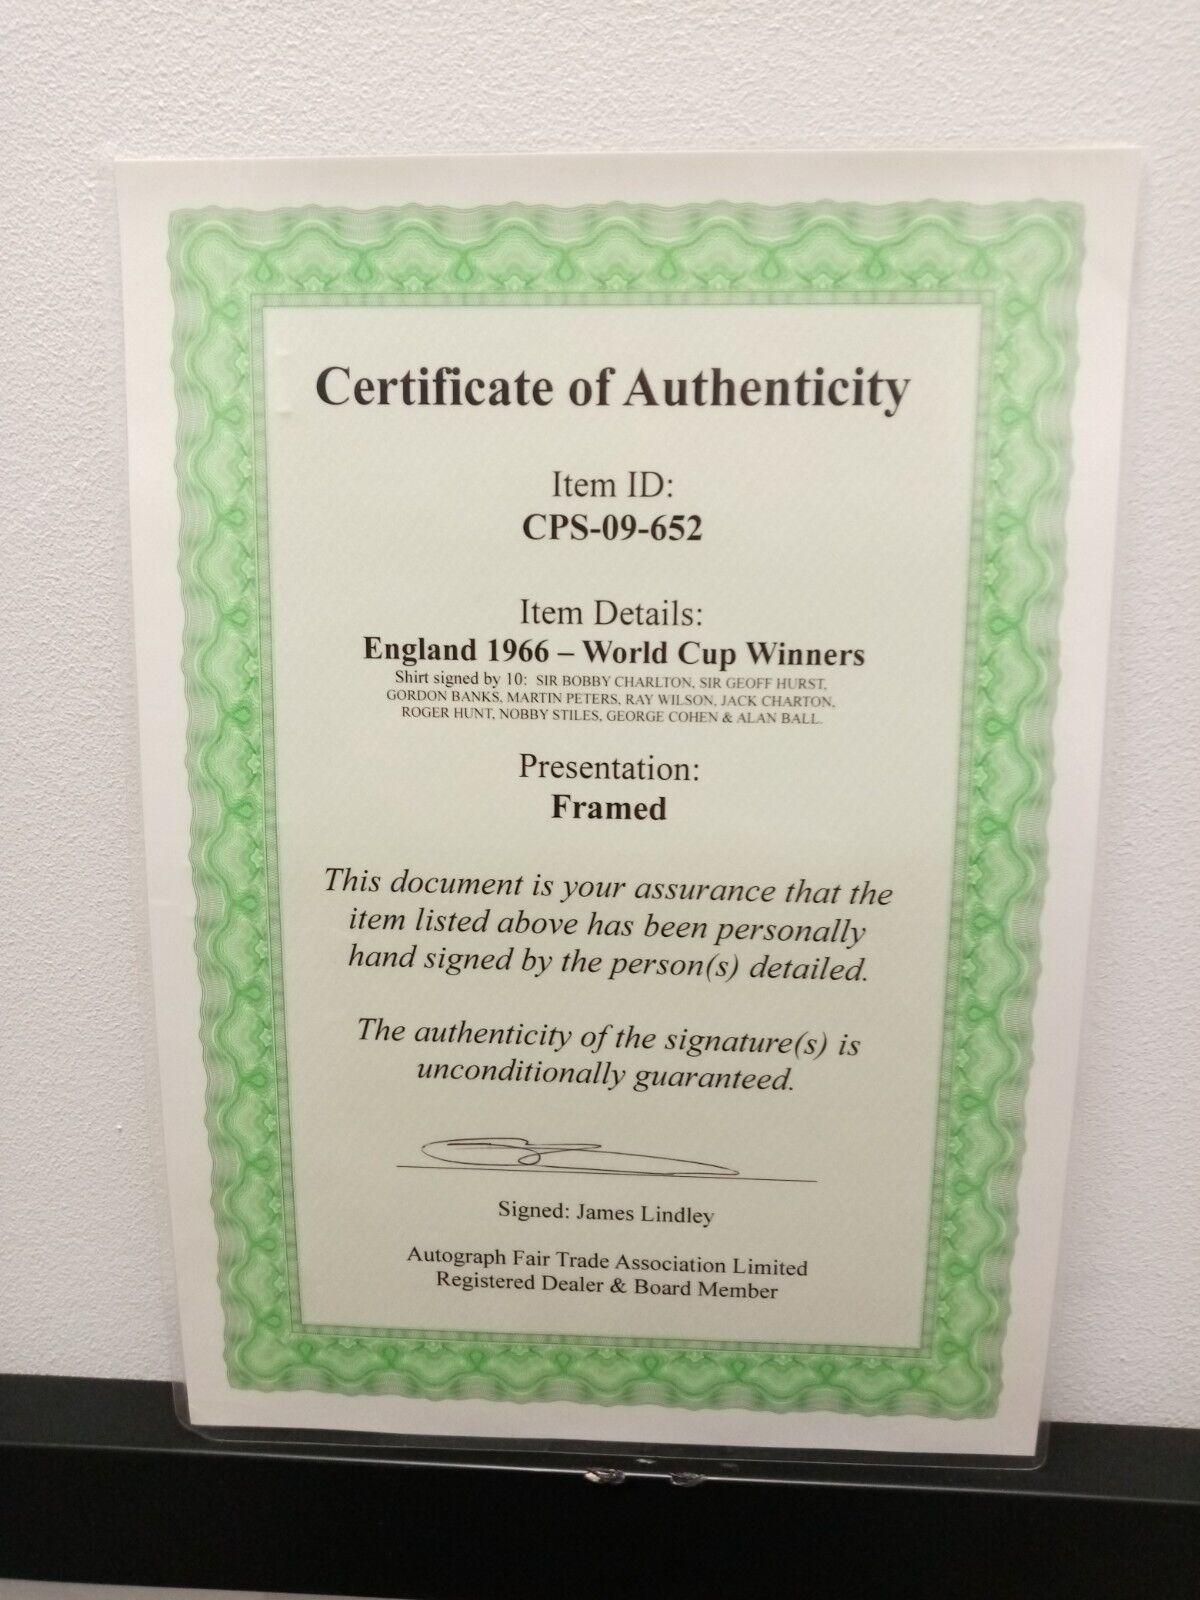 Certificate of Authenticity
Item ID:
CPS-09-652
Item Details:
England 1966 – World Cup Winners
Shirt signed by 10: SIR BOBBY CHARLTON, SIR GEOFF HURST,
GORDON BANKS, MARTIN PETERS, RAY WILSON, JACK CHARTON,
ROGER HUNT, NOBBY STILES, GEORGE COHEN & ALAN BALL.
Presentation:
Framed
This document is your assurance that the
item listed above has been personally
hand signed by the person(s) detailed.
The authenticity of the signature(s) is
unconditionally guaranteed.
Signed: James Lindley
Autograph Fair Trade Association Limited
Registered Dealer & Board Member